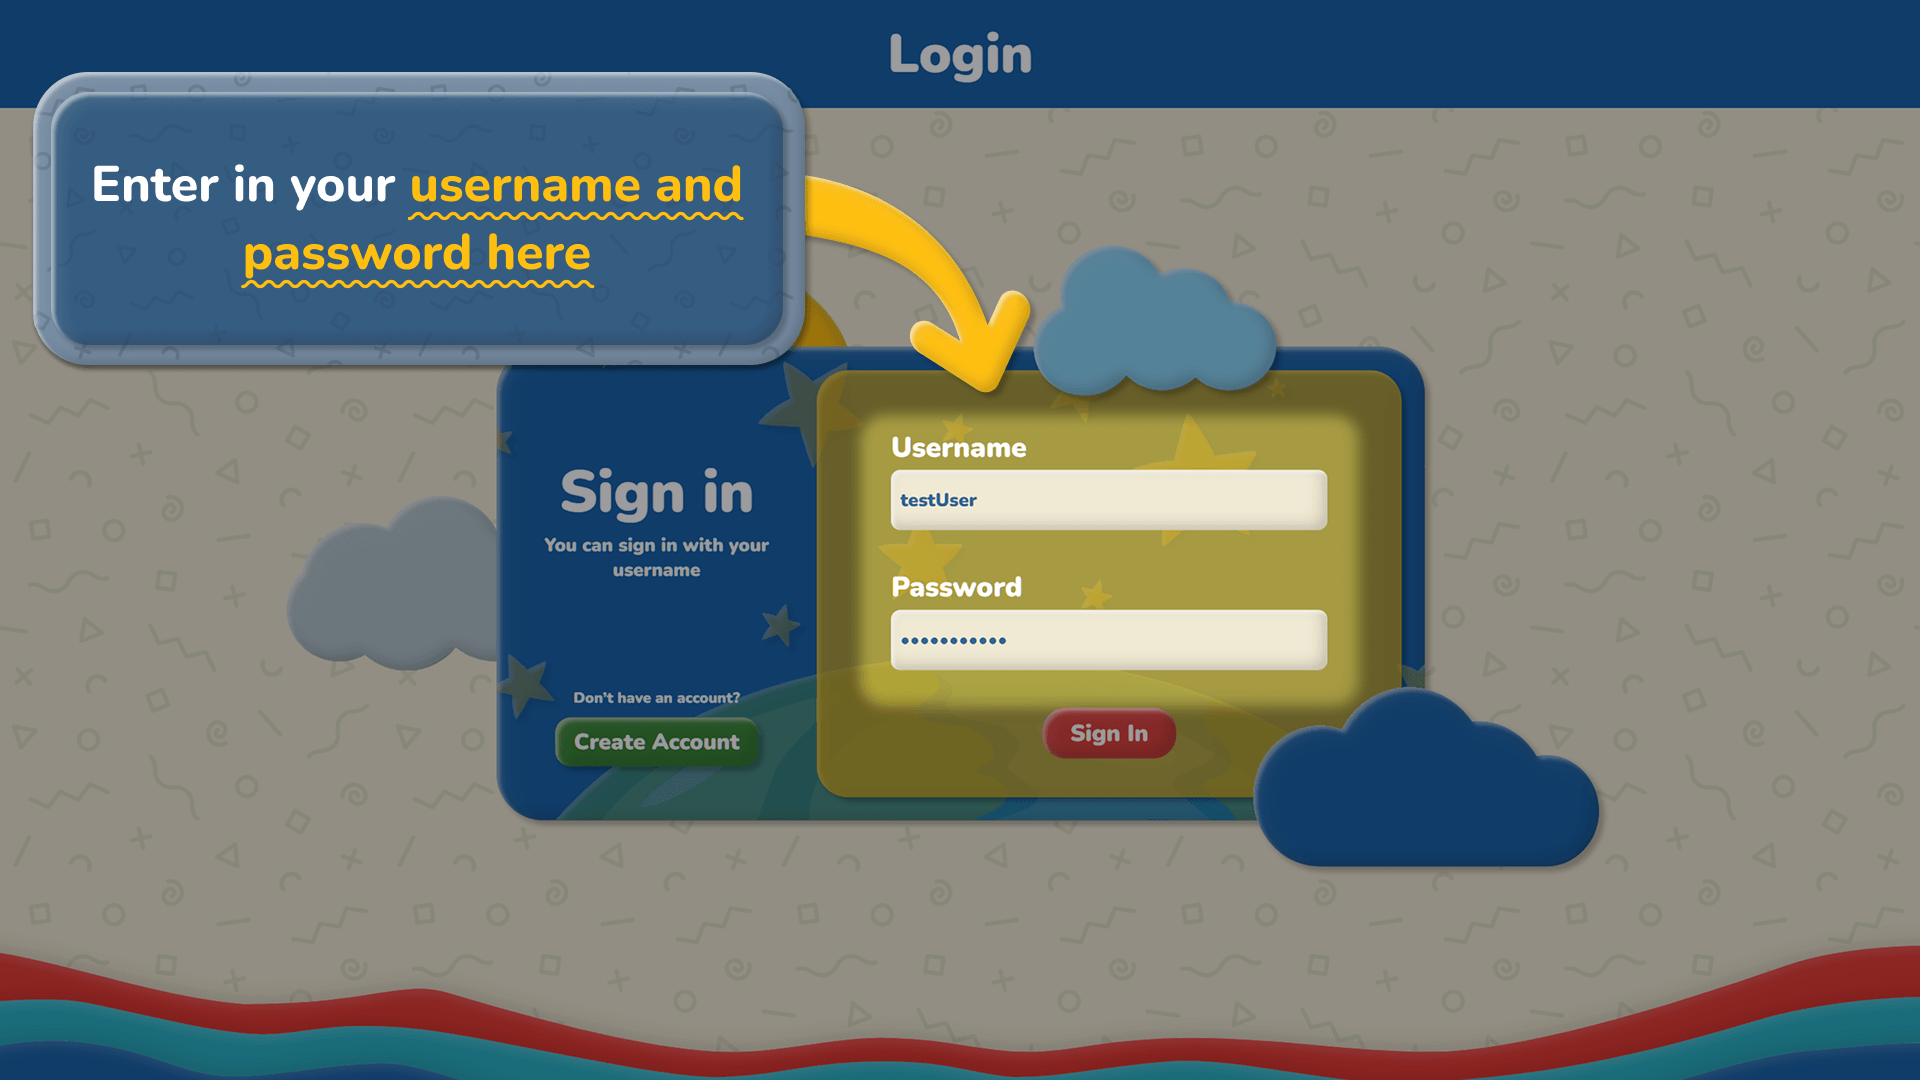 Login
Enter in your username and
password here
Sign in
You can sign in with your
username
Don't have an account?
Create Account
Username
testUser
Password
•••••••••••
Sign In